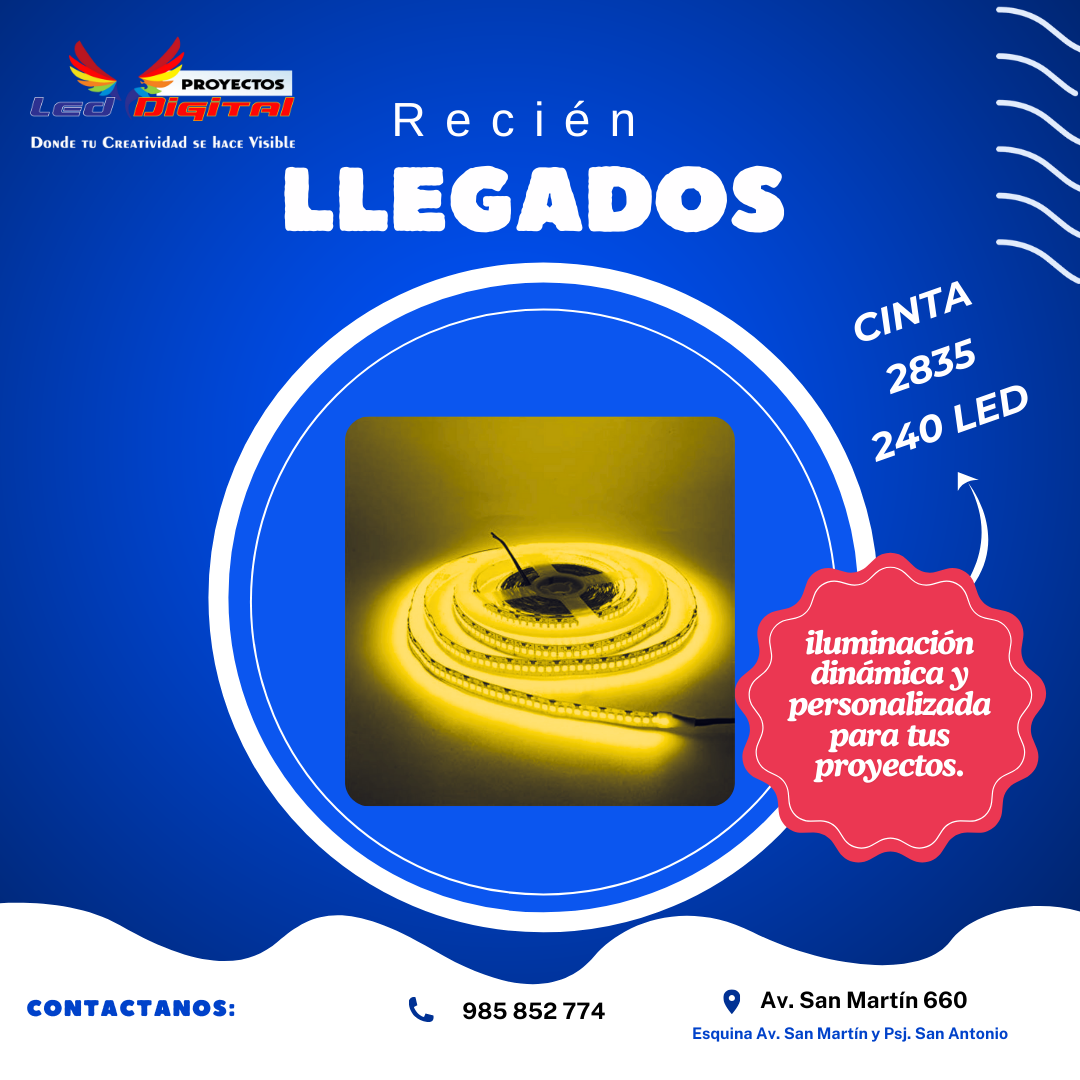 PROYECTOS
Led Digital
Donde tu Creatividad se hace Visible
Recién
LLEGADOS
CINTA
2835
240 LED
iluminación
dinámica y
personalizada
para tus
proyectos.
CONTACTANOS:
985 852 774
Av. San Martín 660
Esquina Av. San Martín y Psj. San Antonio